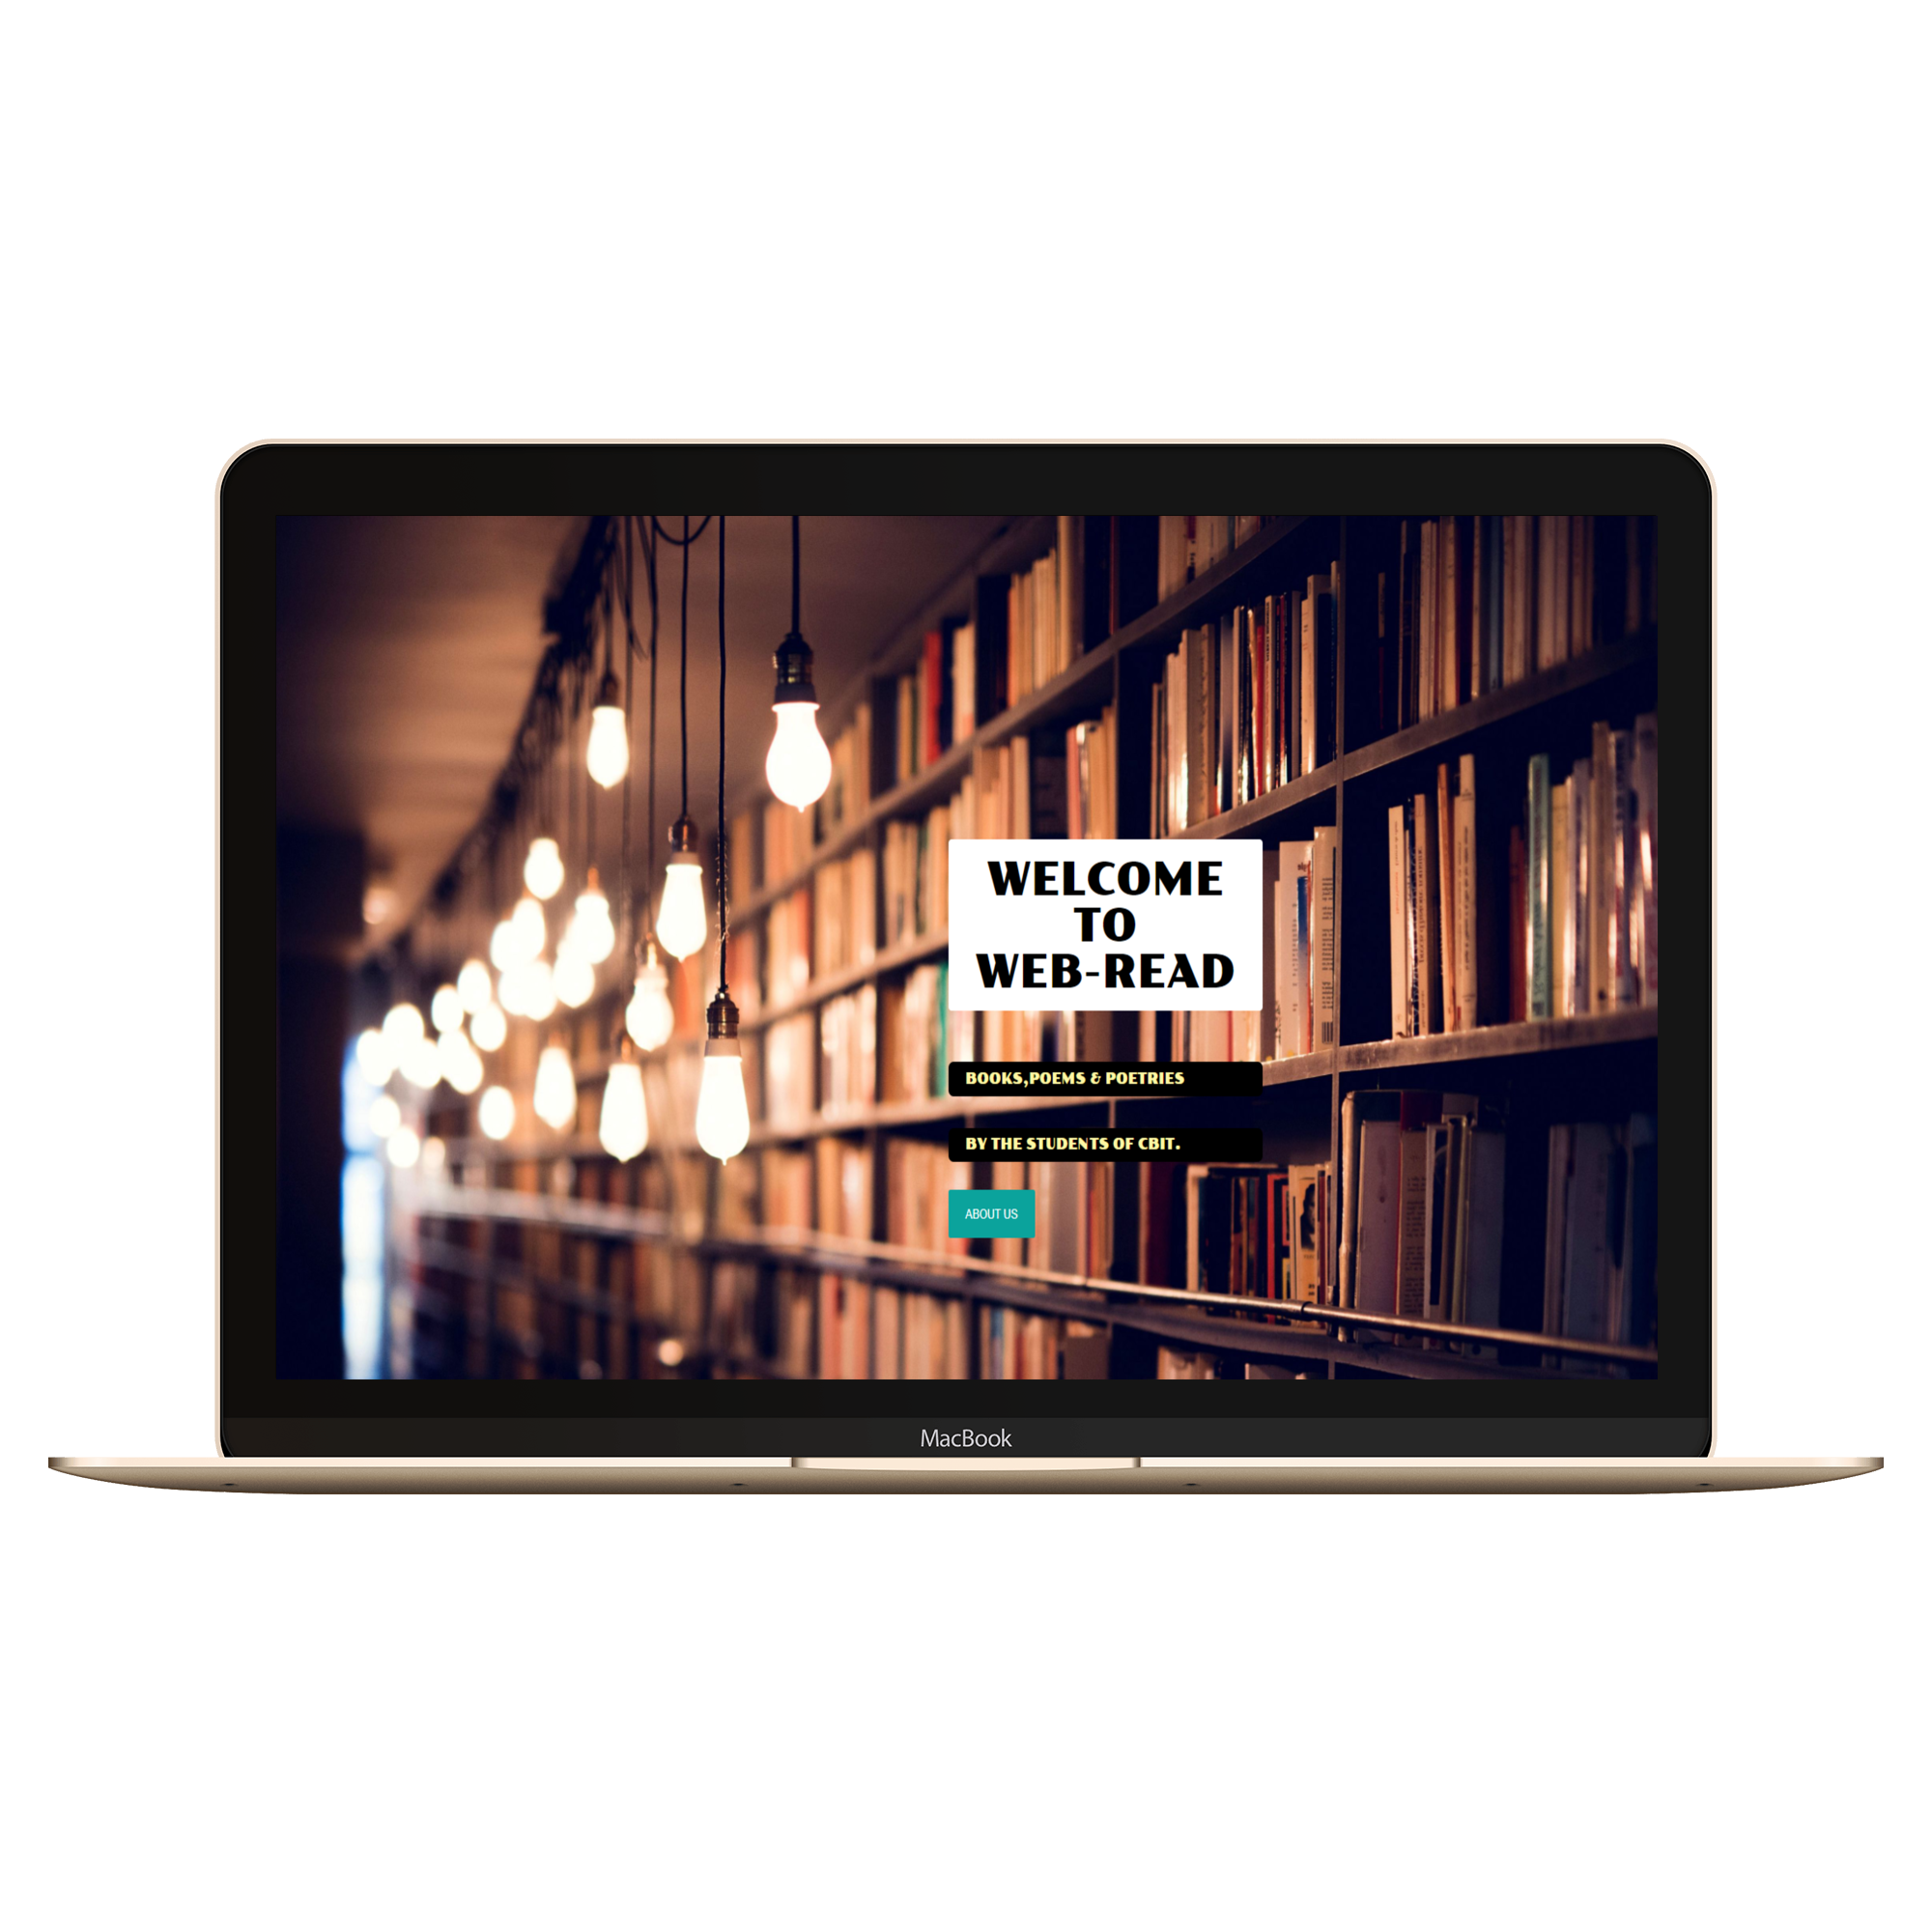 WELCOME
TO
WEB-READ
BOOKS,POEMS & POETRIES
BY THE STUDENTS OF CBIT.
ABOUT US
MacBook